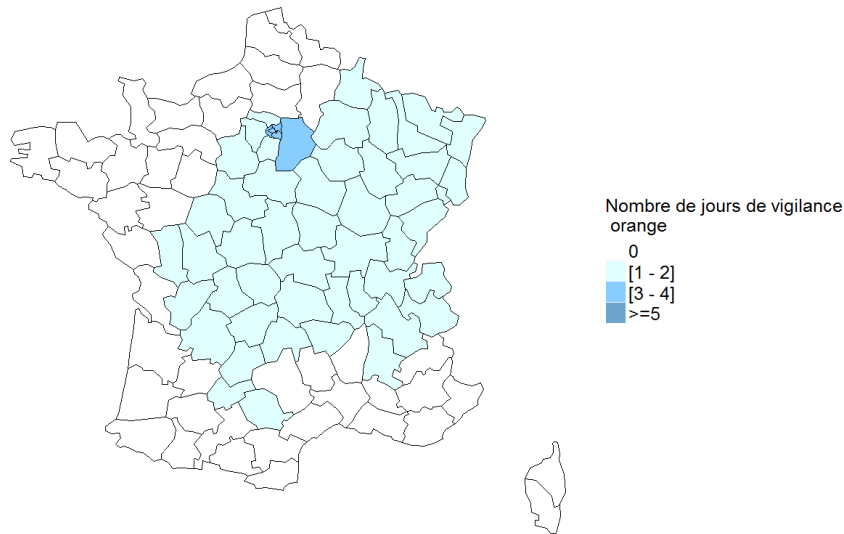 Nombre de jours de vigilance
orange
0
[1 - 2]
[3 - 4]
>=5